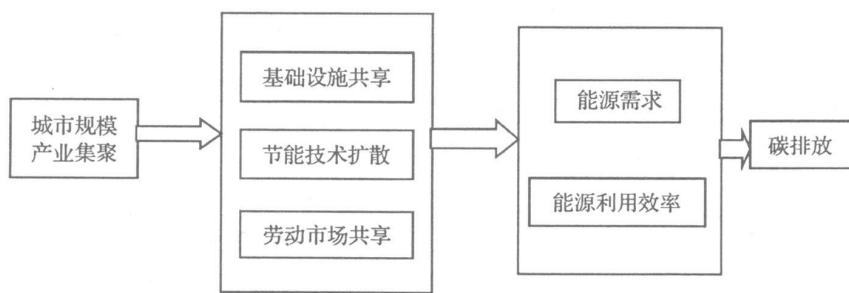 城市规模
产业集聚
基础设施共享
节能技术扩散
劳动市场共享
能源需求
能源利用效率
碳排放